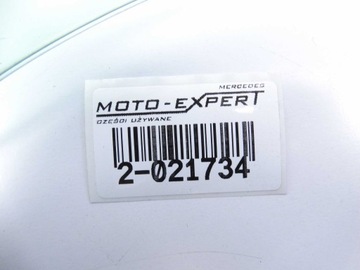 MERCEDES
MOTO-EXPERT
CZĘŚCI UŻYWANE
2-021734